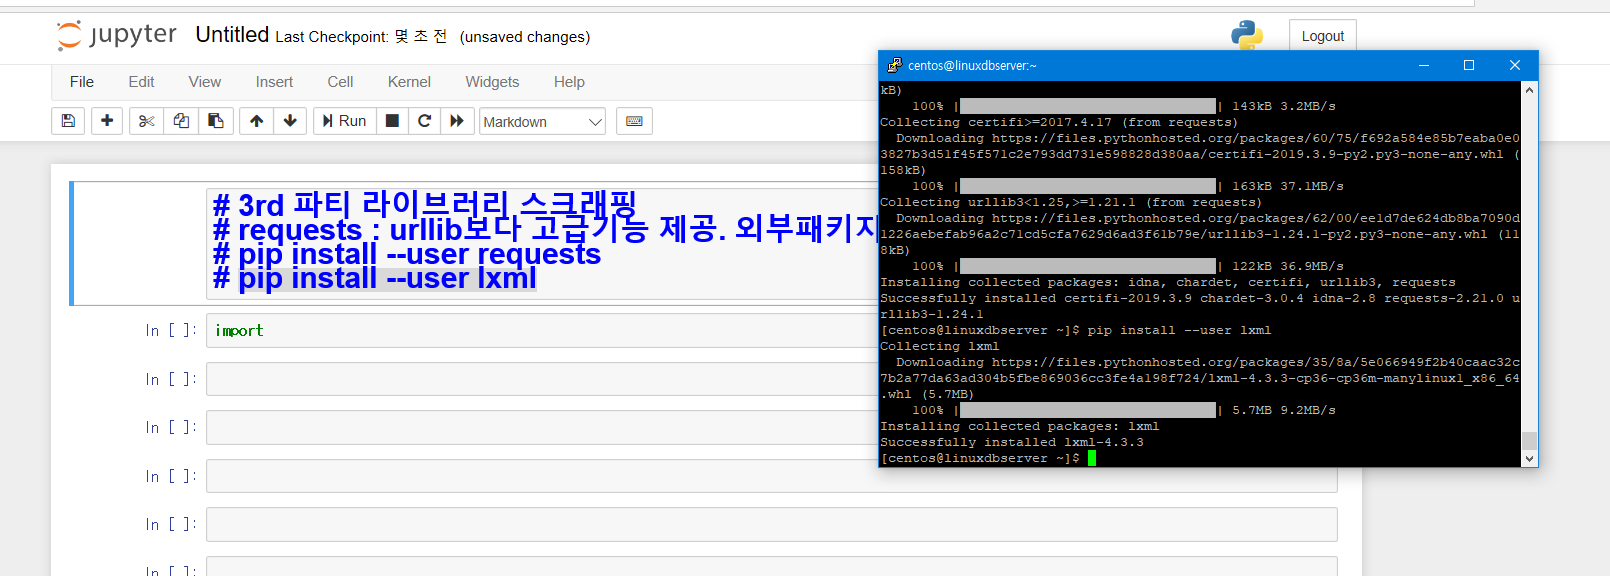 jupyter Untitled Last Checkpoint: 몇 초 전 (unsaved changes)
Logout
File Edit View Insert Cell Kernel Widgets Help
Run Markdown
# 3rd 파티 라이브러리 스크래핑
# requests : urllib보다 고급기능 제공. 외부패키지
# pip install --user requests
# pip install --user lxml
In [ ]: import
In [ ]:
In [ ]:
In [ ]:
In [ ]:
In [ ]:
centos@linuxdbserver:~
kB)
100% |                                | 143kB 3.2MB/s
Collecting certifi>=2017.4.17 (from requests)
Downloading https://files.pythonhosted.org/packages/60/75/f692a584e85b7eaba0e0
3827b3d51f45f571c2e793dd731e598828d380aa/certifi-2019.3.9-py2.py3-none-any.whl (
158kB)
100% |                                | 163kB 37.1MB/s
Collecting urllib3<1.25,>=1.21.1 (from requests)
Downloading https://files.pythonhosted.org/packages/62/00/ee1d7de624db8ba7090d
1226aebefab96a2c71cd5cfa7629d6ad3f61b79e/urllib3-1.24.1-py2.py3-none-any.whl (11
8kB)
100% |                                | 122kB 36.9MB/s
Installing collected packages: idna, chardet, certifi, urllib3, requests
Successfully installed certifi-2019.3.9 chardet-3.0.4 idna-2.8 requests-2.21.0 u
rllib3-1.24.1
[centos@linuxdbserver ~]$ pip install --user lxml
Collecting lxml
Downloading https://files.pythonhosted.org/packages/35/8a/5e066949f2b40caac32c
7b2a77da63ad304b5fbe869036cc3fe4a198f724/lxml-4.3.3-cp36-cp36m-manylinux1_x86_64
.whl (5.7MB)
100% |                                | 5.7MB 9.2MB/s
Installing collected packages: lxml
Successfully installed lxml-4.3.3
[centos@linuxdbserver ~]$